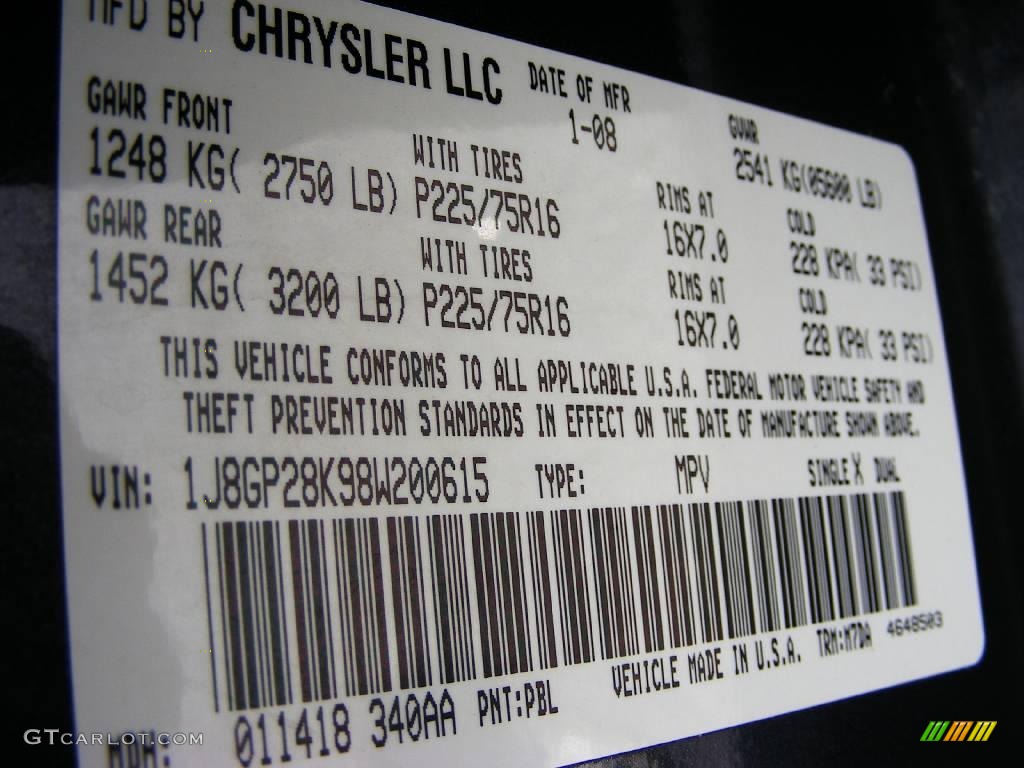 MFD BY CHRYSLER LLC DATE OF MFR
1-08 GVWR
GAWR FRONT 2541 KG(05600 LB)
WITH TIRES RIMS AT COLD
1248 KG( 2750 LB) P225/75R16 16X7.0 228 KPA( 33 PSI)
GAWR REAR WITH TIRES RIMS AT COLD
1452 KG( 3200 LB) P225/75R16 16X7.0 228 KPA( 33 PSI)
THIS VEHICLE CONFORMS TO ALL APPLICABLE U.S.A. FEDERAL MOTOR VEHICLE SAFETY AND
THEFT PREVENTION STANDARDS IN EFFECT ON THE DATE OF MANUFACTURE SHOWN ABOVE.
VIN: 1J8GP28K98W200615 TYPE: MPV SINGLE X DUAL
MDH: 011418 340AA PNT:PBL VEHICLE MADE IN U.S.A. TRM:M7DA 4648503
GTCARLOT.COM